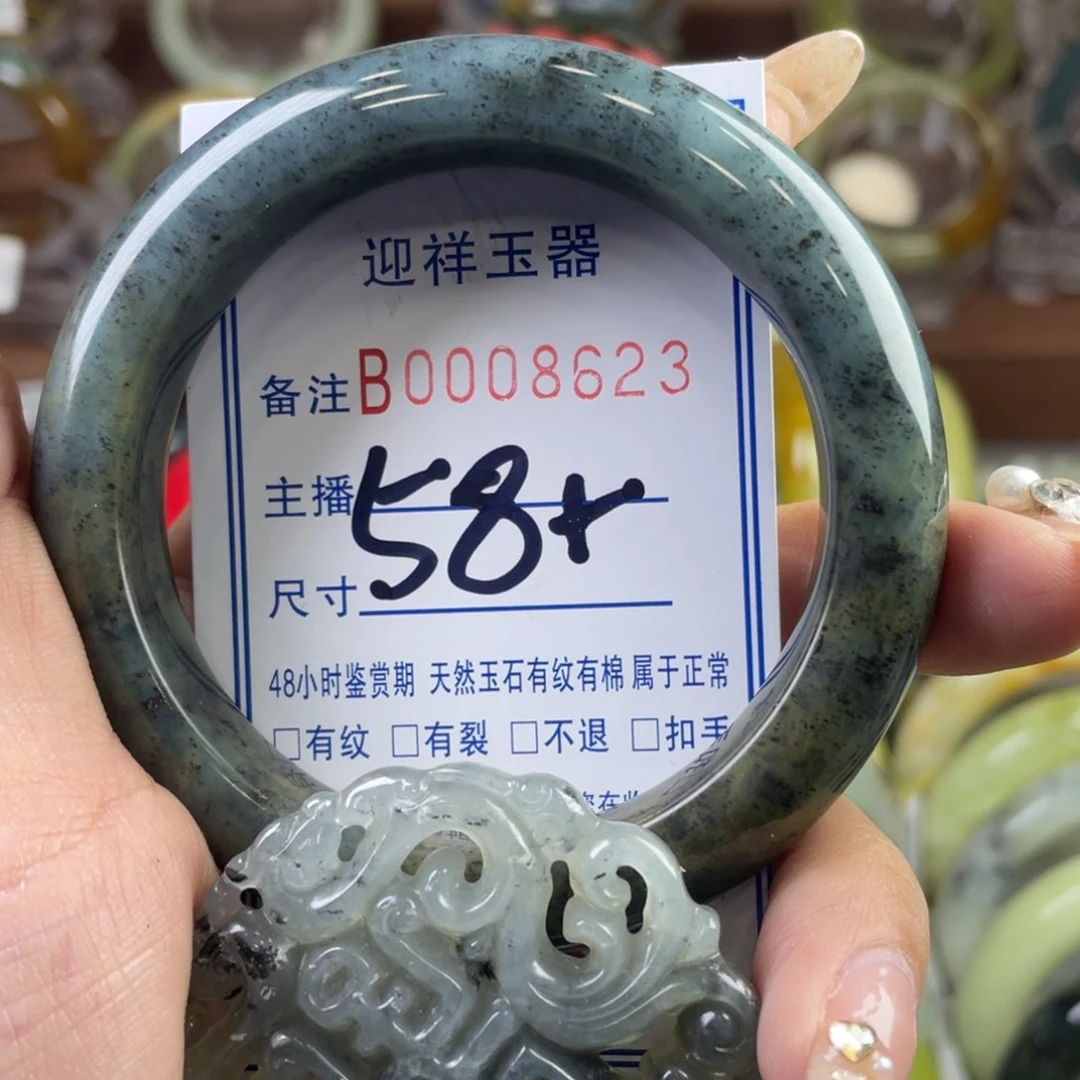 迎祥玉器
备注B0008623
主播
58+
尺寸
48小时鉴赏期 天然玉石有纹有棉 属于正常
□有纹 □有裂 □不退 □扣手